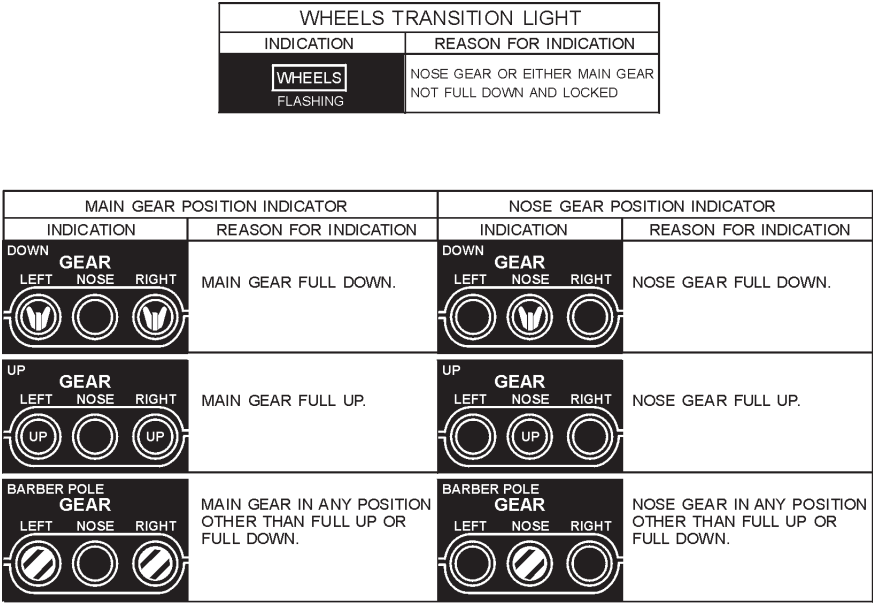 WHEELS TRANSITION LIGHT
INDICATION REASON FOR INDICATION
WHEELS
FLASHING
NOSE GEAR OR EITHER MAIN GEAR
NOT FULL DOWN AND LOCKED
MAIN GEAR POSITION INDICATOR NOSE GEAR POSITION INDICATOR
INDICATION REASON FOR INDICATION INDICATION REASON FOR INDICATION
DOWN
GEAR
LEFT NOSE RIGHT
MAIN GEAR FULL DOWN.
DOWN
GEAR
LEFT NOSE RIGHT
NOSE GEAR FULL DOWN.
UP
GEAR
LEFT NOSE RIGHT
UP UP
MAIN GEAR FULL UP.
UP
GEAR
LEFT NOSE RIGHT
UP
NOSE GEAR FULL UP.
BARBER POLE
GEAR
LEFT NOSE RIGHT
MAIN GEAR IN ANY POSITION
OTHER THAN FULL UP OR
FULL DOWN.
BARBER POLE
GEAR
LEFT NOSE RIGHT
NOSE GEAR IN ANY POSITION
OTHER THAN FULL UP OR
FULL DOWN.